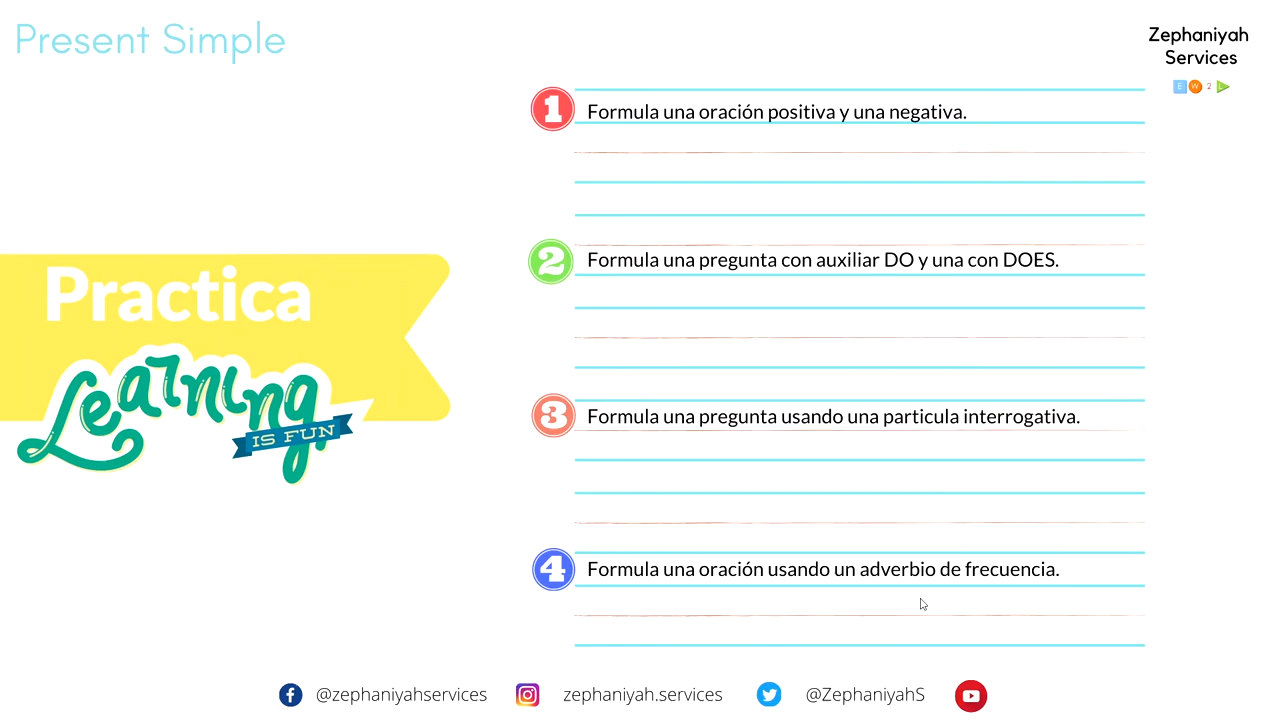 Present Simple
Zephaniyah
Services
E W 2 L
1 Formula una oración positiva y una negativa.
2 Formula una pregunta con auxiliar DO y una con DOES.
Practica
Learning
IS FUN
3 Formula una pregunta usando una particula interrogativa.
4 Formula una oración usando un adverbio de frecuencia.
@zephaniyahservices zephaniyah.services @ZephaniyahS